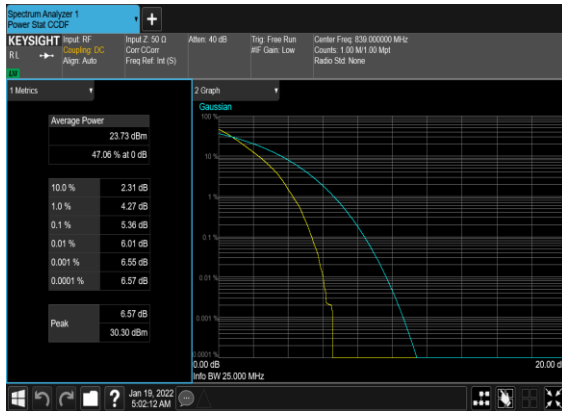 Spectrum Analyzer 1
Power Stat CCDF
KEYSIGHT
RL
Input: RF
Coupling: DC
Align: Auto
Input Z: 50 Ω
Corr CCorr
Freq Ref: Int (S)
Atten: 40 dB
Trig: Free Run
#IF Gain: Low
Center Freq: 839.000000 MHz
Counts: 1.00 M/1.00 Mpt
Radio Std: None
1 Metrics
Average Power
23.73 dBm
47.06 % at 0 dB
10.0 % 2.31 dB
1.0 % 4.27 dB
0.1 % 5.36 dB
0.01 % 6.01 dB
0.001 % 6.55 dB
0.0001 % 6.57 dB
Peak
6.57 dB
30.30 dBm
2 Graph
Gaussian
100 %
10 %
1 %
0.1 %
0.01 %
0.001 %
0.0001 %
0.00 dB
20.00 d
Info BW 25.000 MHz
?
Jan 19, 2022
5:02:12 AM